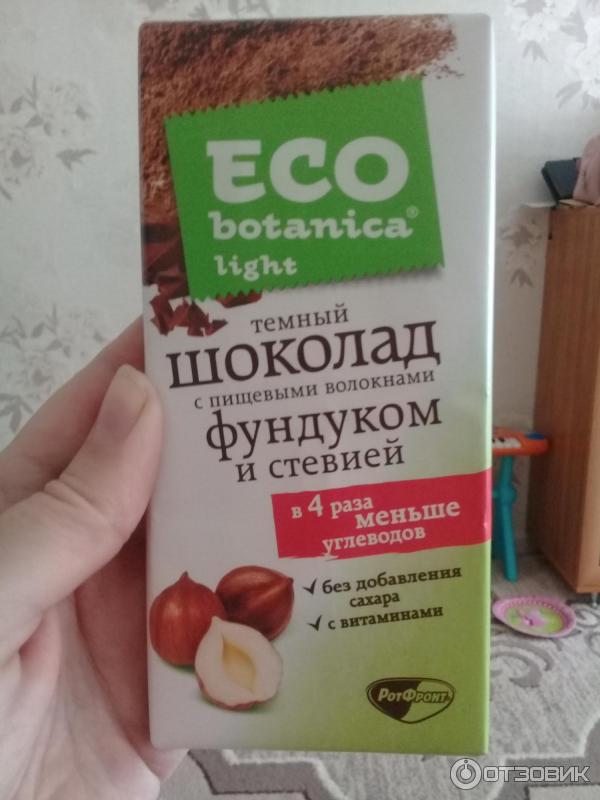 ECO
botanica®
light
темный
шоколад
с пищевыми волокнами
фундуком
и стевией
в 4 раза
меньше
углеводов
✓ без добавления
сахара
✓ с витаминами
РотФронт
ОТЗОВИК